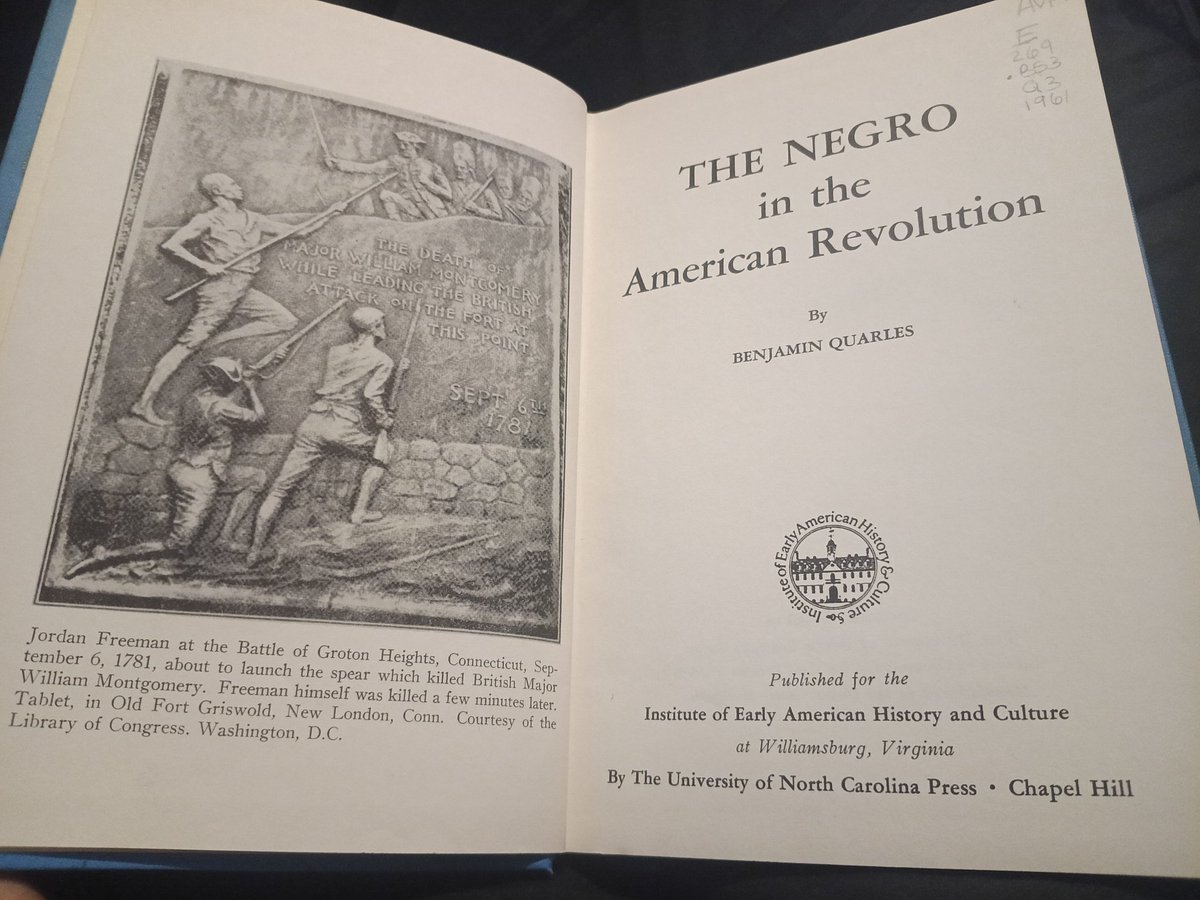 THE DEATH OF
MAJOR WILLIAM MONTGOMERY
WHILE LEADING THE BRITISH
ATTACK ON THE FORT AT
THIS POINT
SEPT 6TH
1781
Jordan Freeman at the Battle of Groton Heights, Connecticut, Sep-
tember 6, 1781, about to launch the spear which killed British Major
William Montgomery. Freeman himself was killed a few minutes later.
Tablet, in Old Fort Griswold, New London, Conn. Courtesy of the
Library of Congress. Washington, D.C.
E
269
Q3
1961
THE NEGRO
in the
American Revolution
By
BENJAMIN QUARLES
Institute of Early American History & Culture
Published for the
Institute of Early American History and Culture
at Williamsburg, Virginia
By The University of North Carolina Press • Chapel Hill